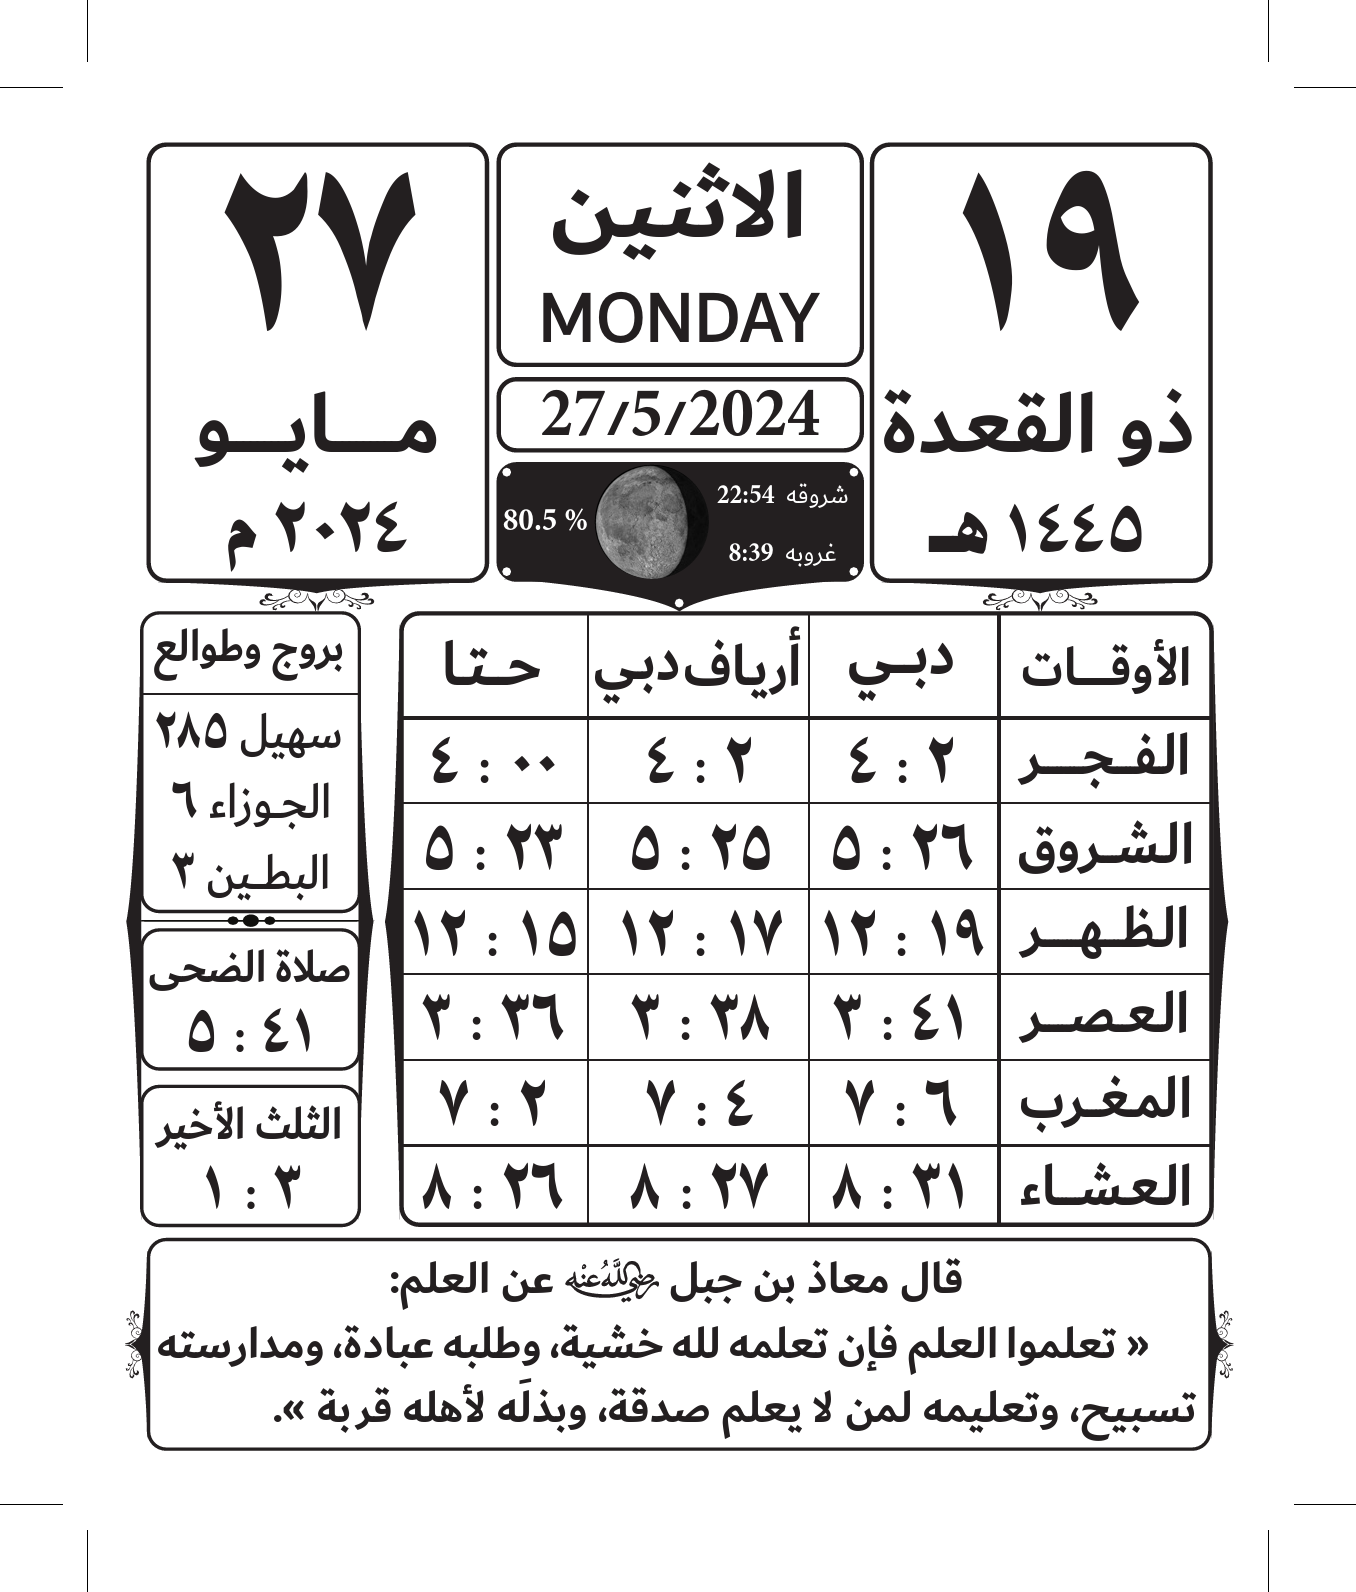 ١٩
ذو القعدة
١٤٤٥ هـ
الاثنين
MONDAY
27/5/2024
شروقه 22:54
80.5 %
غروبه 8:39
٢٧
مـــايـــو
٢٠٢٤ م
الأوقـــات دبـي أرياف دبي حـتـا
الفـجـــر ٤ : ٢ ٤ : ٢ ٤ : ٠٠
الشـروق ٥ : ٢٦ ٥ : ٢٥ ٥ : ٢٣
الظـهـــر ١٢ : ١٩ ١٢ : ١٧ ١٢ : ١٥
العـصــر ٣ : ٤١ ٣ : ٣٨ ٣ : ٣٦
المغـرب ٧ : ٦ ٧ : ٤ ٧ : ٢
العشــاء ٨ : ٣١ ٨ : ٢٧ ٨ : ٢٦
بروج وطوالع
سهيل ٢٨٥
الجـوزاء ٦
البطـين ٣
صلاة الضحى
٥ : ٤١
الثلث الأخير
١ : ٣
قال معاذ بن جبل رضي الله عنه عن العلم:
« تعلموا العلم فإن تعلمه لله خشية، وطلبه عبادة، ومدارسته
تسبيح، وتعليمه لمن لا يعلم صدقة، وبذلَه لأهله قربة ».